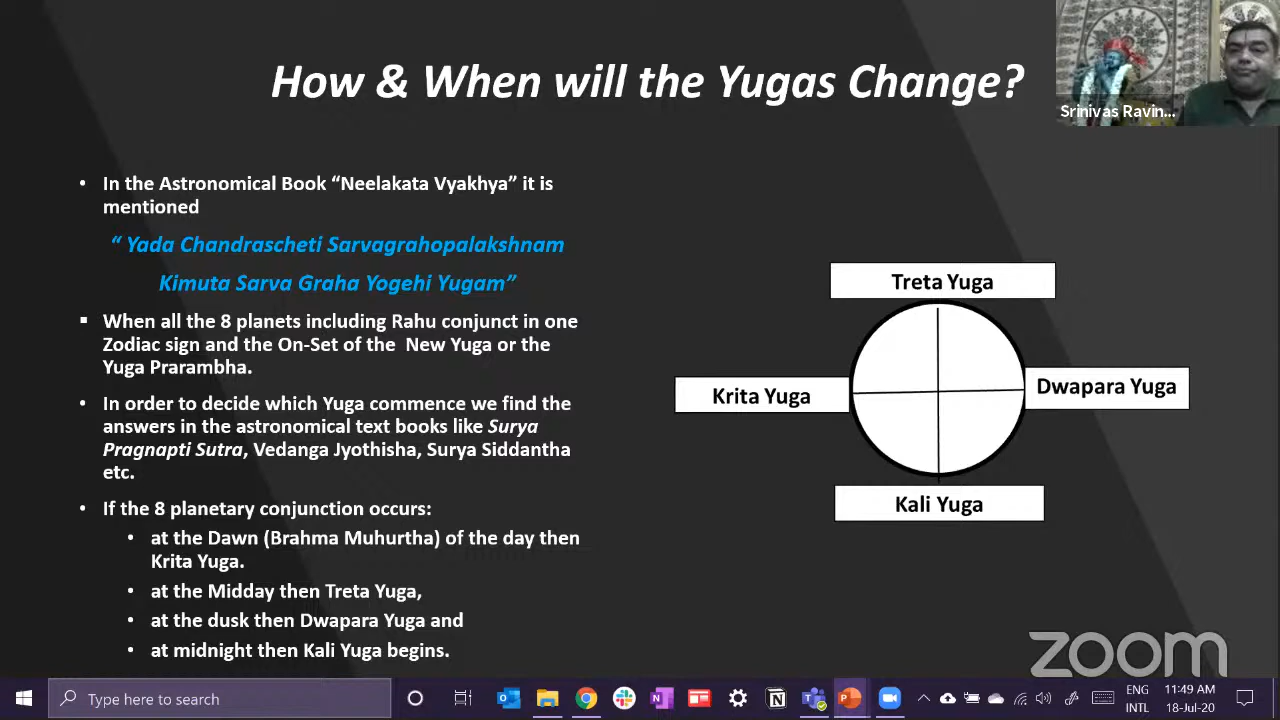 How & When will the Yugas Change?
Srinivas Ravin...
• In the Astronomical Book “Neelakata Vyakhya” it is
mentioned
“ Yada Chandrascheti Sarvagrahopalakshnam
Kimuta Sarva Graha Yogehi Yugam”
▪ When all the 8 planets including Rahu conjunct in one
Zodiac sign and the On-Set of the New Yuga or the
Yuga Prarambha.
• In order to decide which Yuga commence we find the
answers in the astronomical text books like Surya
Pragnapti Sutra, Vedanga Jyothisha, Surya Siddantha
etc.
• If the 8 planetary conjunction occurs:
• at the Dawn (Brahma Muhurtha) of the day then
Krita Yuga.
• at the Midday then Treta Yuga,
• at the dusk then Dwapara Yuga and
• at midnight then Kali Yuga begins.
Treta Yuga
Krita Yuga
Dwapara Yuga
Kali Yuga
zoom
Type here to search
ENG
INTL
11:49 AM
18-Jul-20